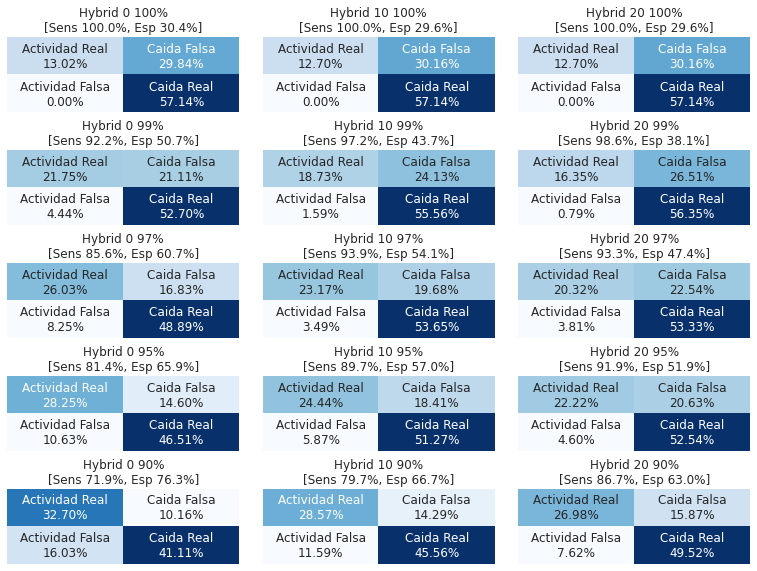 Hybrid 0 100%
[Sens 100.0%, Esp 30.4%]
Actividad Real Caida Falsa
13.02% 29.84%
Actividad Falsa Caida Real
0.00% 57.14%
Hybrid 10 100%
[Sens 100.0%, Esp 29.6%]
Actividad Real Caida Falsa
12.70% 30.16%
Actividad Falsa Caida Real
0.00% 57.14%
Hybrid 20 100%
[Sens 100.0%, Esp 29.6%]
Actividad Real Caida Falsa
12.70% 30.16%
Actividad Falsa Caida Real
0.00% 57.14%
Hybrid 0 99%
[Sens 92.2%, Esp 50.7%]
Actividad Real Caida Falsa
21.75% 21.11%
Actividad Falsa Caida Real
4.44% 52.70%
Hybrid 10 99%
[Sens 97.2%, Esp 43.7%]
Actividad Real Caida Falsa
18.73% 24.13%
Actividad Falsa Caida Real
1.59% 55.56%
Hybrid 20 99%
[Sens 98.6%, Esp 38.1%]
Actividad Real Caida Falsa
16.35% 26.51%
Actividad Falsa Caida Real
0.79% 56.35%
Hybrid 0 97%
[Sens 85.6%, Esp 60.7%]
Actividad Real Caida Falsa
26.03% 16.83%
Actividad Falsa Caida Real
8.25% 48.89%
Hybrid 10 97%
[Sens 93.9%, Esp 54.1%]
Actividad Real Caida Falsa
23.17% 19.68%
Actividad Falsa Caida Real
3.49% 53.65%
Hybrid 20 97%
[Sens 93.3%, Esp 47.4%]
Actividad Real Caida Falsa
20.32% 22.54%
Actividad Falsa Caida Real
3.81% 53.33%
Hybrid 0 95%
[Sens 81.4%, Esp 65.9%]
Actividad Real Caida Falsa
28.25% 14.60%
Actividad Falsa Caida Real
10.63% 46.51%
Hybrid 10 95%
[Sens 89.7%, Esp 57.0%]
Actividad Real Caida Falsa
24.44% 18.41%
Actividad Falsa Caida Real
5.87% 51.27%
Hybrid 20 95%
[Sens 91.9%, Esp 51.9%]
Actividad Real Caida Falsa
22.22% 20.63%
Actividad Falsa Caida Real
4.60% 52.54%
Hybrid 0 90%
[Sens 71.9%, Esp 76.3%]
Actividad Real Caida Falsa
32.70% 10.16%
Actividad Falsa Caida Real
16.03% 41.11%
Hybrid 10 90%
[Sens 79.7%, Esp 66.7%]
Actividad Real Caida Falsa
28.57% 14.29%
Actividad Falsa Caida Real
11.59% 45.56%
Hybrid 20 90%
[Sens 86.7%, Esp 63.0%]
Actividad Real Caida Falsa
26.98% 15.87%
Actividad Falsa Caida Real
7.62% 49.52%